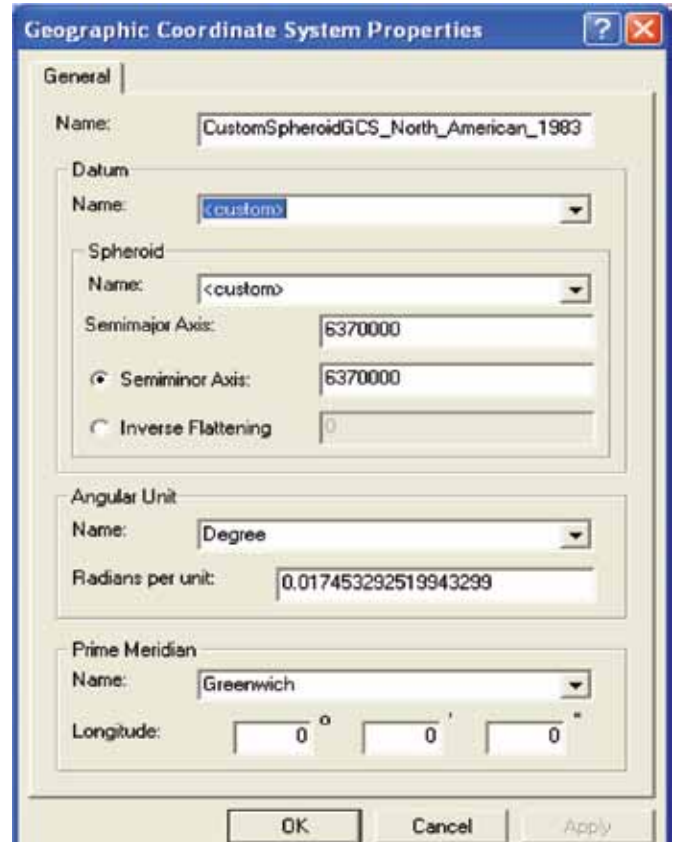 Geographic Coordinate System Properties
General
Name: CustomSpheroidGCS_North_American_1983
Datum
Name: <custom>
Spheroid
Name: <custom>
Semimajor Axis: 6370000
Semiminor Axis: 6370000
Inverse Flattening 0
Angular Unit
Name: Degree
Radians per unit: 0.017453292519943299
Prime Meridian
Name: Greenwich
Longitude: 0 ° 0 ' 0 "
OK Cancel Apply